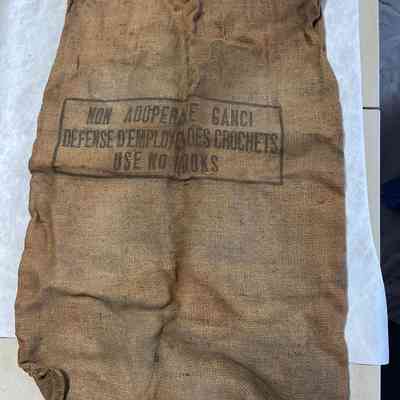 NON ADOPERARE GANCI
DEFENSE D'EMPLOYER DES CROCHETS
USE NO HOOKS